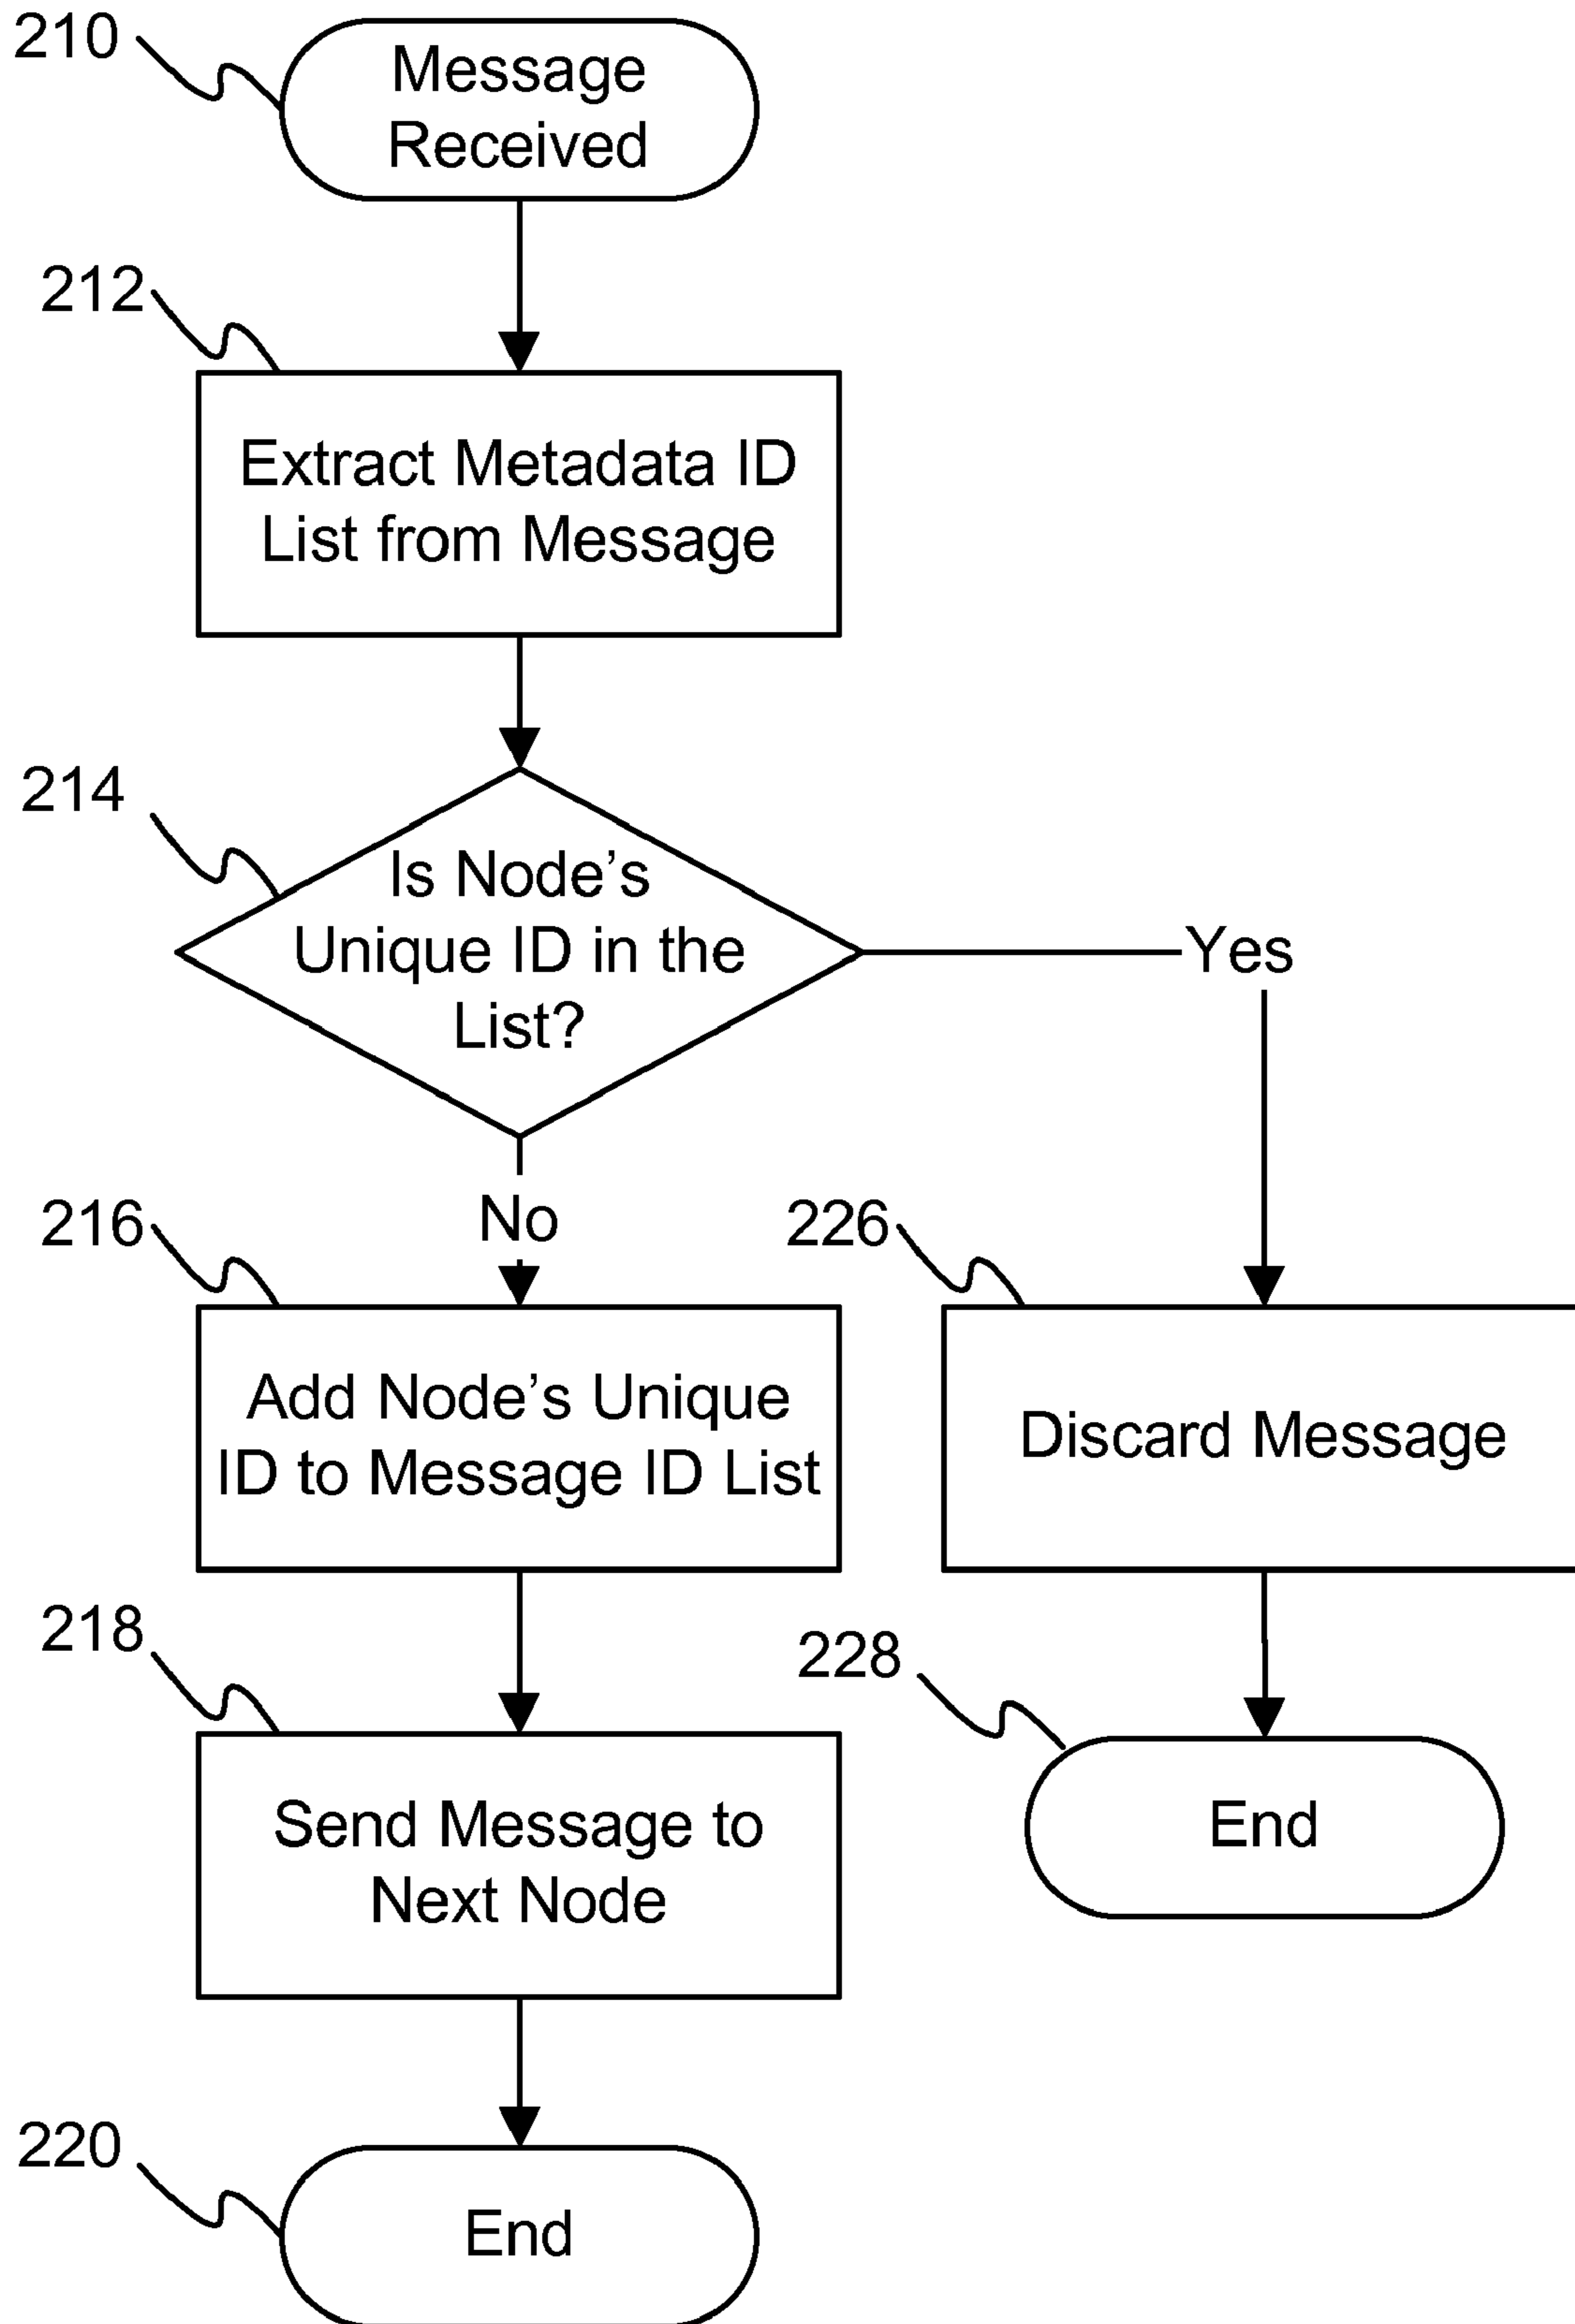 210
Message
Received
212
Extract Metadata ID
List from Message
214
Is Node’s
Unique ID in the
List?
Yes
No
216
Add Node’s Unique
ID to Message ID List
226
Discard Message
218
Send Message to
Next Node
228
End
220
End